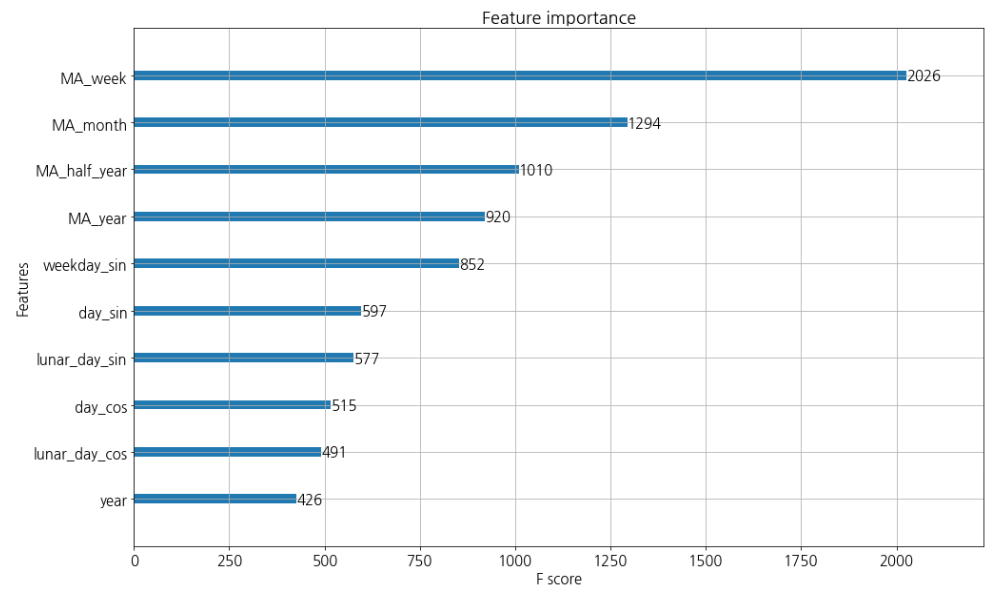 Feature importance
Features
MA_week 2026
MA_month 1294
MA_half_year 1010
MA_year 920
weekday_sin 852
day_sin 597
lunar_day_sin 577
day_cos 515
lunar_day_cos 491
year 426
0 250 500 750 1000 1250 1500 1750 2000
F score